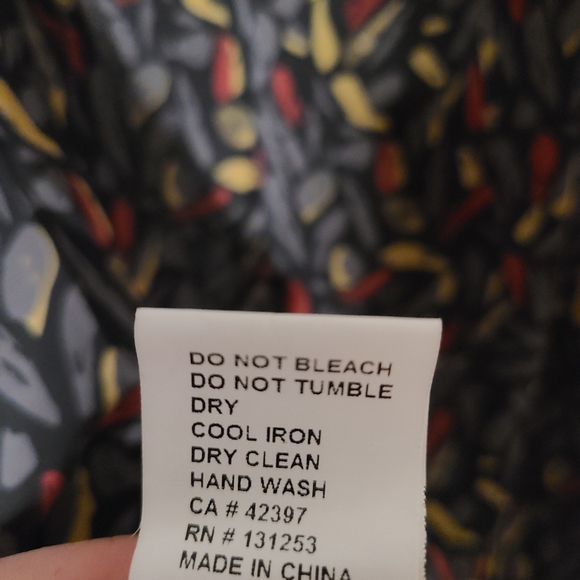 DO NOT BLEACH
DO NOT TUMBLE
DRY
COOL IRON
DRY CLEAN
HAND WASH
CA # 42397
RN # 131253
MADE IN CHINA